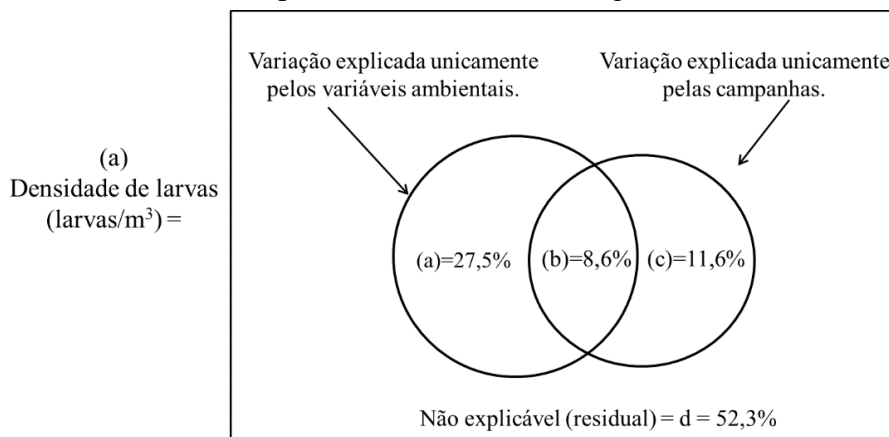 Variação explicada unicamente
pelos variáveis ambientais.
Variação explicada unicamente
pelas campanhas.
(a)
Densidade de larvas
(larvas/m³) =
(a)=27,5%
(b)=8,6%
(c)=11,6%
Não explicável (residual) = d = 52,3%